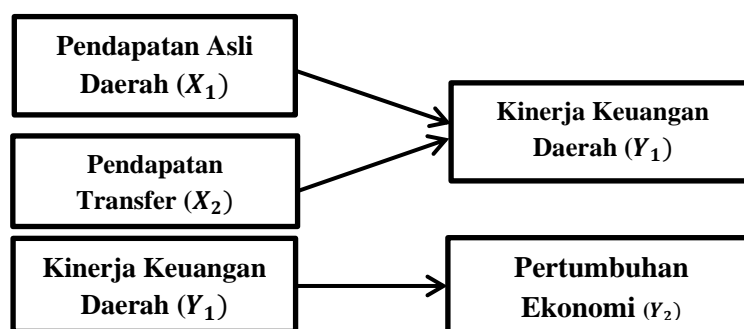 Pendapatan Asli
Daerah (X₁)
Kinerja Keuangan
Daerah (Y₁)
Pendapatan
Transfer (X₂)
Kinerja Keuangan
Daerah (Y₁)
Pertumbuhan
Ekonomi (Y₂)